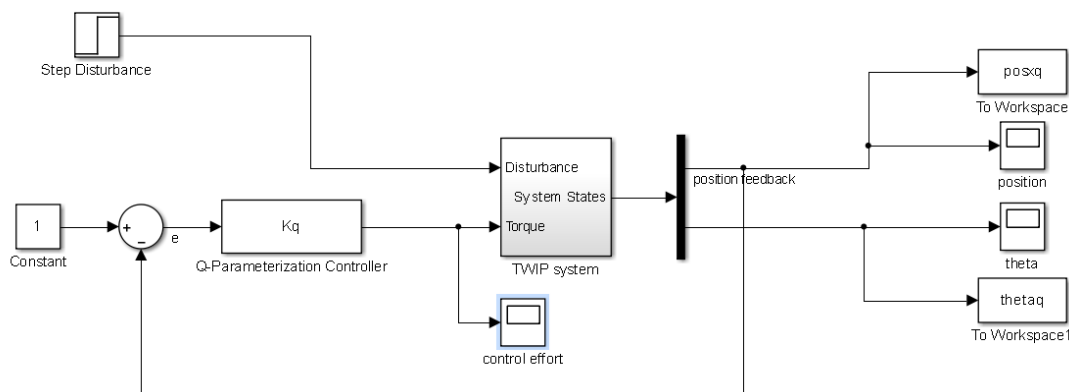 Step Disturbance
posxq
To Workspace
Disturbance
System States
Torque
TWIP system
position feedback
position
1
Constant
+
−
e
Kq
Q-Parameterization Controller
theta
thetaq
To Workspace1
control effort